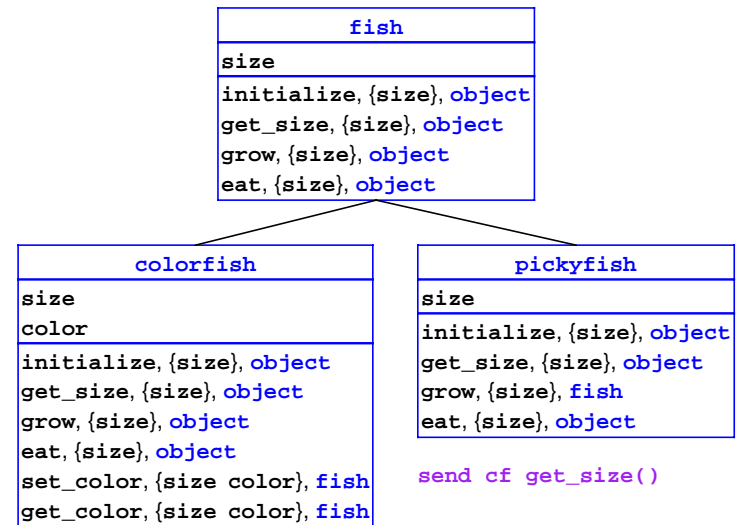 fish
size
initialize, {size}, object
get_size, {size}, object
grow, {size}, object
eat, {size}, object
colorfish
size
color
initialize, {size}, object
get_size, {size}, object
grow, {size}, object
eat, {size}, object
set_color, {size color}, fish
get_color, {size color}, fish
pickyfish
size
initialize, {size}, object
get_size, {size}, object
grow, {size}, fish
eat, {size}, object
send cf get_size()